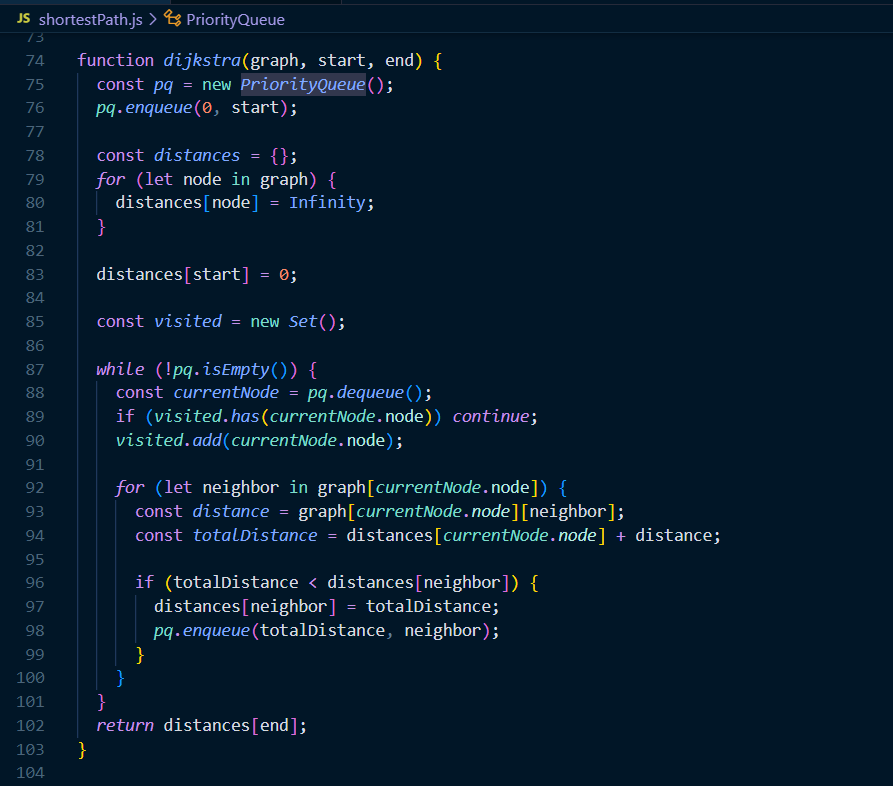 JS shortestPath.js > PriorityQueue
73
74 function dijkstra(graph, start, end) {
75   const pq = new PriorityQueue();
76   pq.enqueue(0, start);
77
78   const distances = {};
79   for (let node in graph) {
80     distances[node] = Infinity;
81   }
82
83   distances[start] = 0;
84
85   const visited = new Set();
86
87   while (!pq.isEmpty()) {
88     const currentNode = pq.dequeue();
89     if (visited.has(currentNode.node)) continue;
90     visited.add(currentNode.node);
91
92     for (let neighbor in graph[currentNode.node]) {
93       const distance = graph[currentNode.node][neighbor];
94       const totalDistance = distances[currentNode.node] + distance;
95
96       if (totalDistance < distances[neighbor]) {
97         distances[neighbor] = totalDistance;
98         pq.enqueue(totalDistance, neighbor);
99       }
100     }
101   }
102   return distances[end];
103 }
104